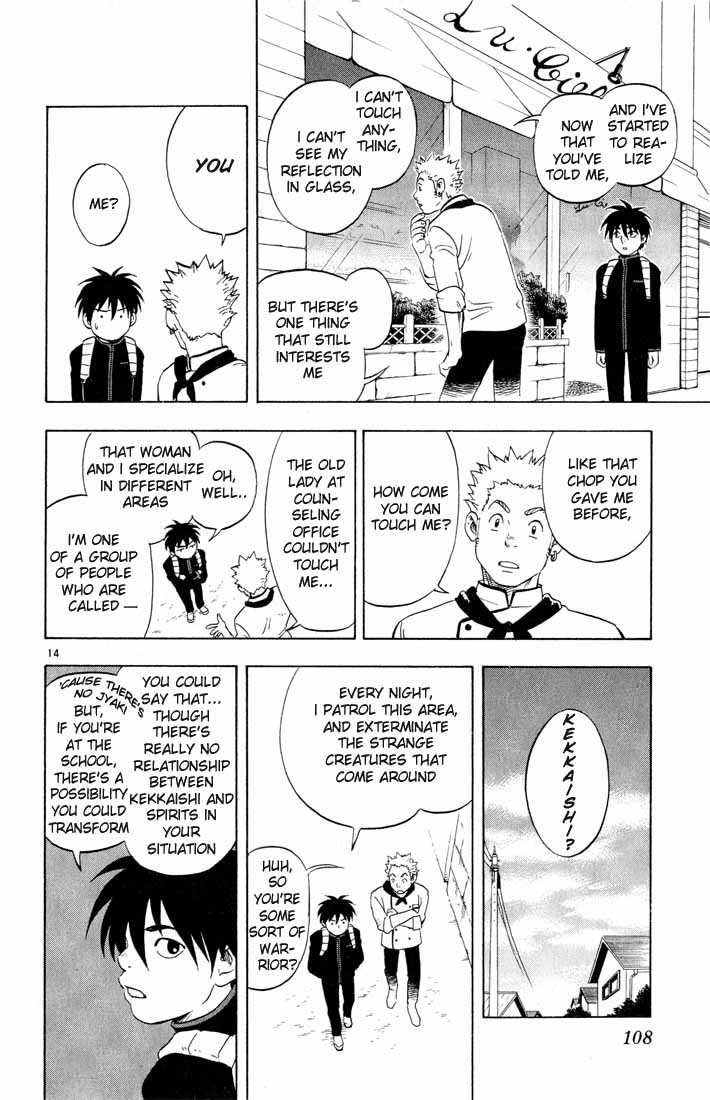 Lu·Ciel
AND I'VE
STARTED
TO REA-
LIZE
NOW
THAT
YOU'VE
TOLD ME,
I CAN'T
TOUCH
ANY-
THING,
I CAN'T
SEE MY
REFLECTION
IN GLASS,
BUT THERE'S
ONE THING
THAT STILL
INTERESTS
ME
YOU
ME?
LIKE THAT
CHOP YOU
GAVE ME
BEFORE,
HOW COME
YOU CAN
TOUCH ME?
THE OLD
LADY AT
COUN-
SELING
OFFICE
COULDN'T
TOUCH
ME...
OH,
WELL..
THAT WOMAN
AND I SPECIALIZE
IN DIFFERENT
AREAS
I'M ONE
OF A GROUP
OF PEOPLE
WHO ARE
CALLED —
14
KEKKAISHI?
EVERY NIGHT,
I PATROL THIS AREA,
AND EXTERMINATE
THE STRANGE
CREATURES THAT
COME AROUND
HUH,
SO
YOU'RE
SOME
SORT OF
WAR-
RIOR?
YOU COULD
SAY THAT...
THOUGH
THERE'S
REALLY NO
RELATIONSHIP
BETWEEN
KEKKAISHI AND
SPIRITS IN
YOUR
SITUATION
'CAUSE THERE'S
NO JYAKI
BUT,
IF YOU'RE
AT THE
SCHOOL,
THERE'S A
POSSIBILITY
YOU COULD
TRANSFORM
108